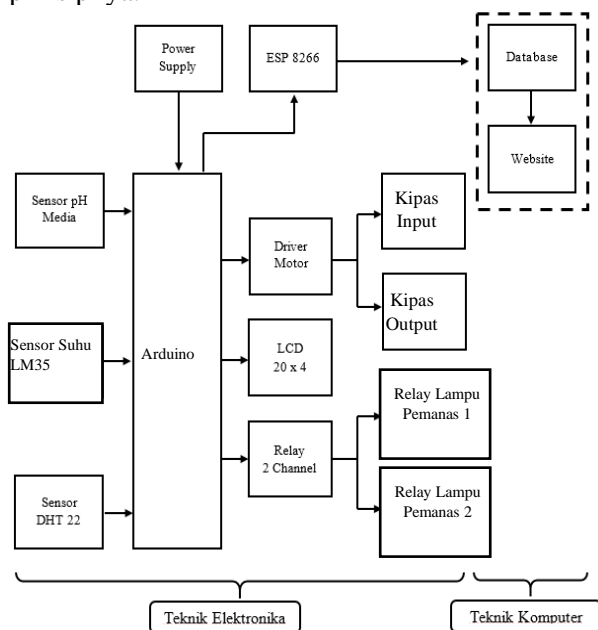 Power
Supply
ESP 8266
Database
Website
Sensor pH
Media
Sensor Suhu
LM35
Sensor
DHT 22
Arduino
Driver
Motor
LCD
20 x 4
Relay
2 Channel
Kipas
Input
Kipas
Output
Relay Lampu
Pemanas 1
Relay Lampu
Pemanas 2
Teknik Elektronika
Teknik Komputer